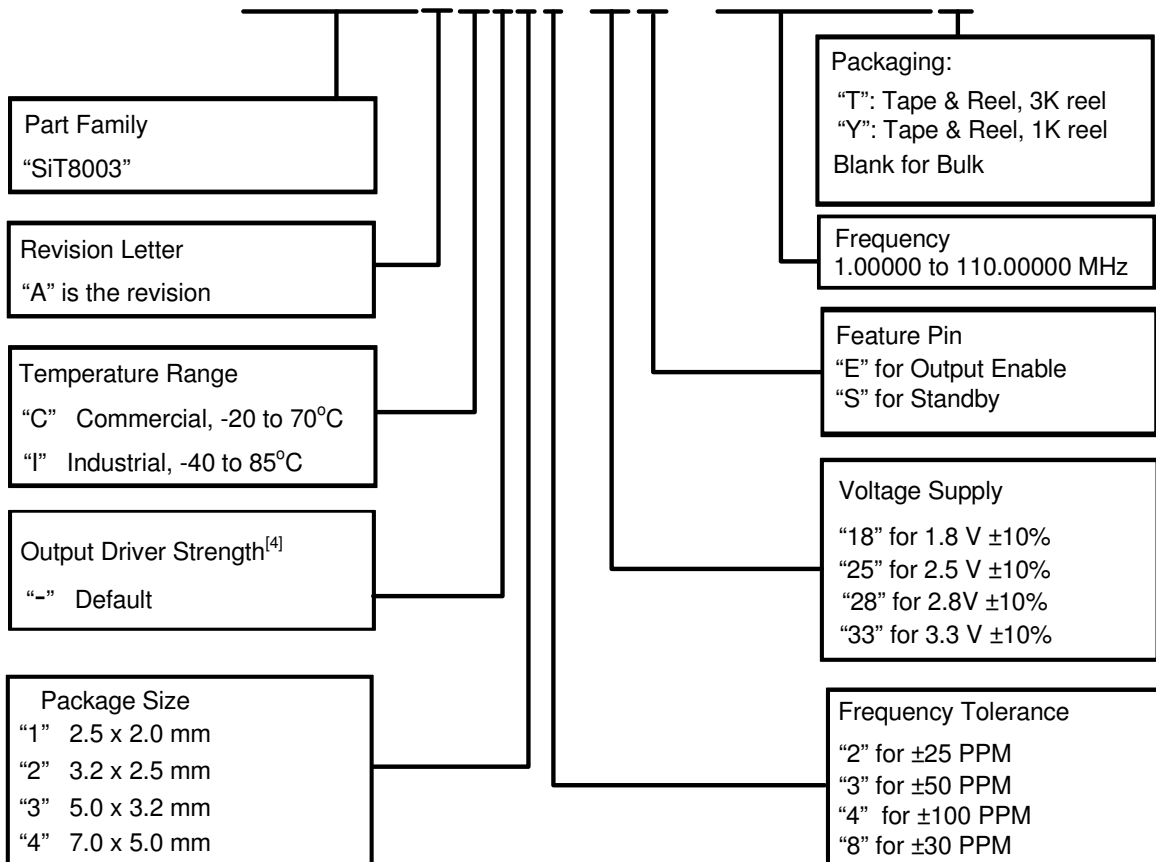 Part Family
“SiT8003”
Revision Letter
“A” is the revision
Temperature Range
“C” Commercial, -20 to 70°C
“I” Industrial, -40 to 85°C
Output Driver Strength[4]
“-” Default
Package Size
“1” 2.5 x 2.0 mm
“2” 3.2 x 2.5 mm
“3” 5.0 x 3.2 mm
“4” 7.0 x 5.0 mm
Packaging:
“T”: Tape & Reel, 3K reel
“Y”: Tape & Reel, 1K reel
Blank for Bulk
Frequency
1.00000 to 110.00000 MHz
Feature Pin
“E” for Output Enable
“S” for Standby
Voltage Supply
“18” for 1.8 V ±10%
“25” for 2.5 V ±10%
“28” for 2.8V ±10%
“33” for 3.3 V ±10%
Frequency Tolerance
“2” for ±25 PPM
“3” for ±50 PPM
“4” for ±100 PPM
“8” for ±30 PPM